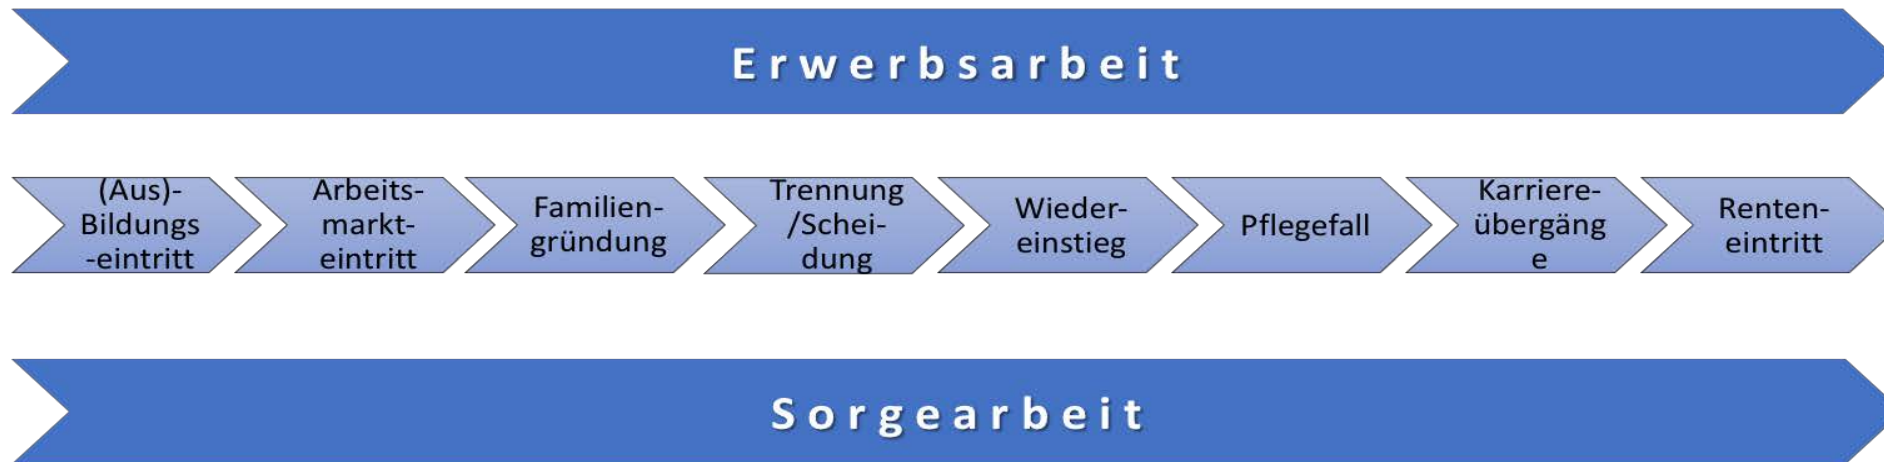 Erwerbsarbeit
(Aus)-
Bildungs
-eintritt
Arbeits-
markt-
eintritt
Familien-
gründung
Trennung
/Schei-
dung
Wieder-
einstieg
Pflegefall
Karriere-
übergäng
e
Renten-
eintritt
Sorgearbeit